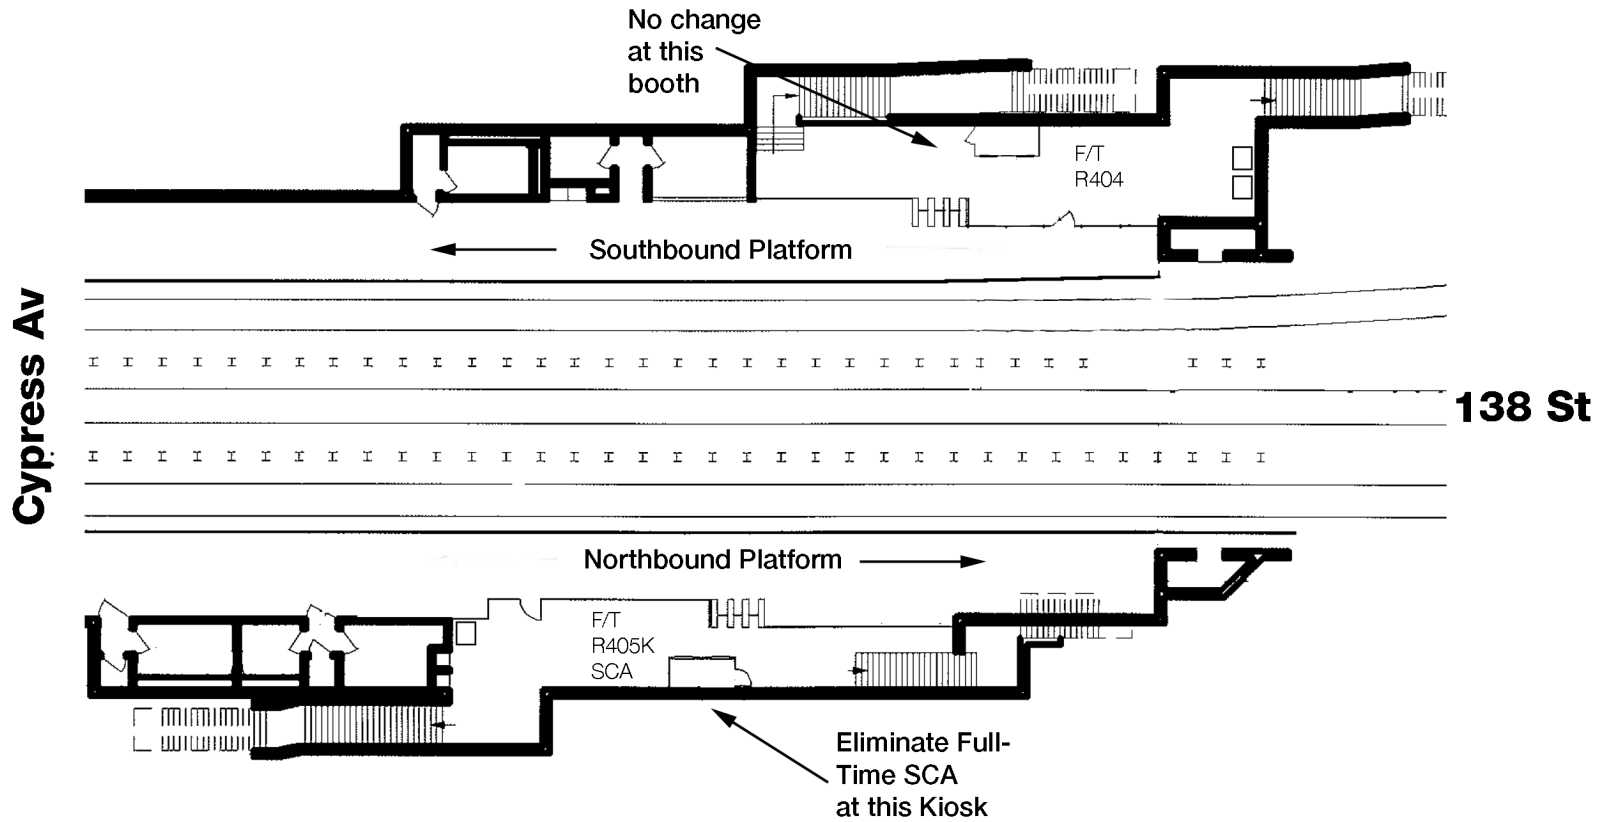 No change
at this
booth
F/T
R404
Southbound Platform
Cypress Av
138 St
Northbound Platform
F/T
R405K
SCA
Eliminate Full-
Time SCA
at this Kiosk